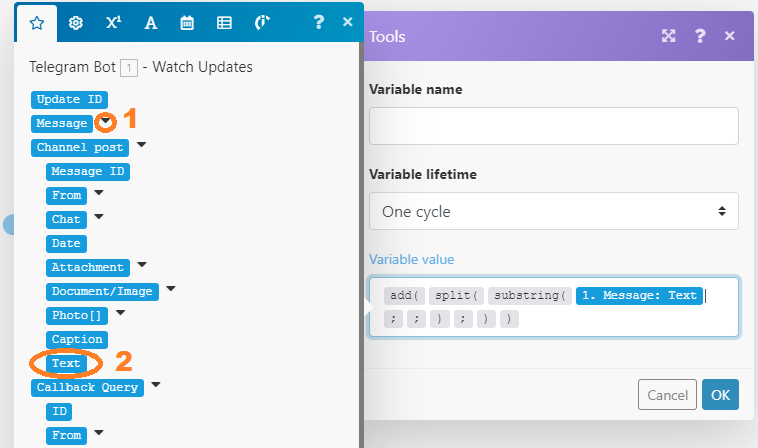 X¹ A ? ×
Telegram Bot 1 - Watch Updates
Update ID
Message 1
Channel post
Message ID
From
Chat
Date
Attachment
Document/Image
Photo[]
Caption
Text 2
Callback Query
ID
From
Tools ? ×
Variable name
Variable lifetime
One cycle
Variable value
add( split( substring( 1. Message: Text
; ; ) ; ) )
Cancel OK